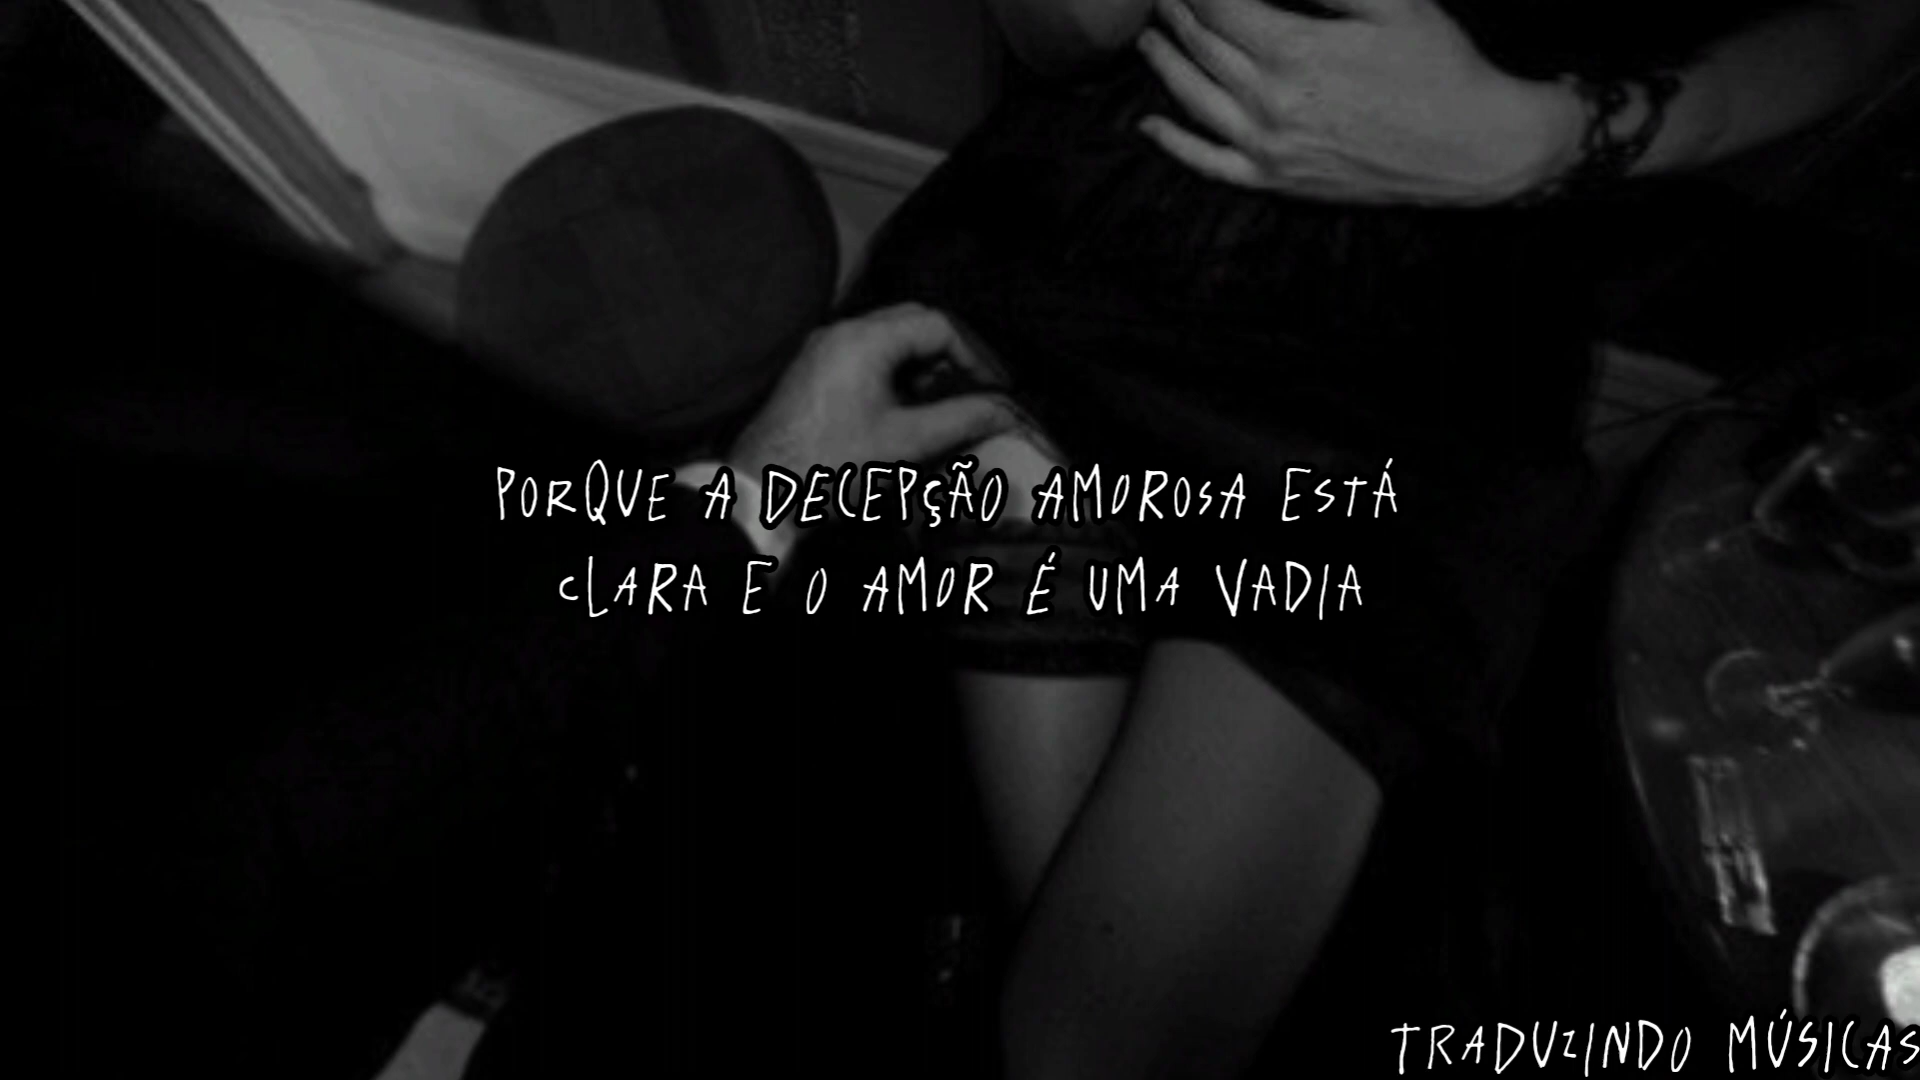 PORQUE A DECEPÇÃO AMOROSA ESTÁ
CLARA E O AMOR É UMA VADIA
TRADUZINDO MÚSICAS